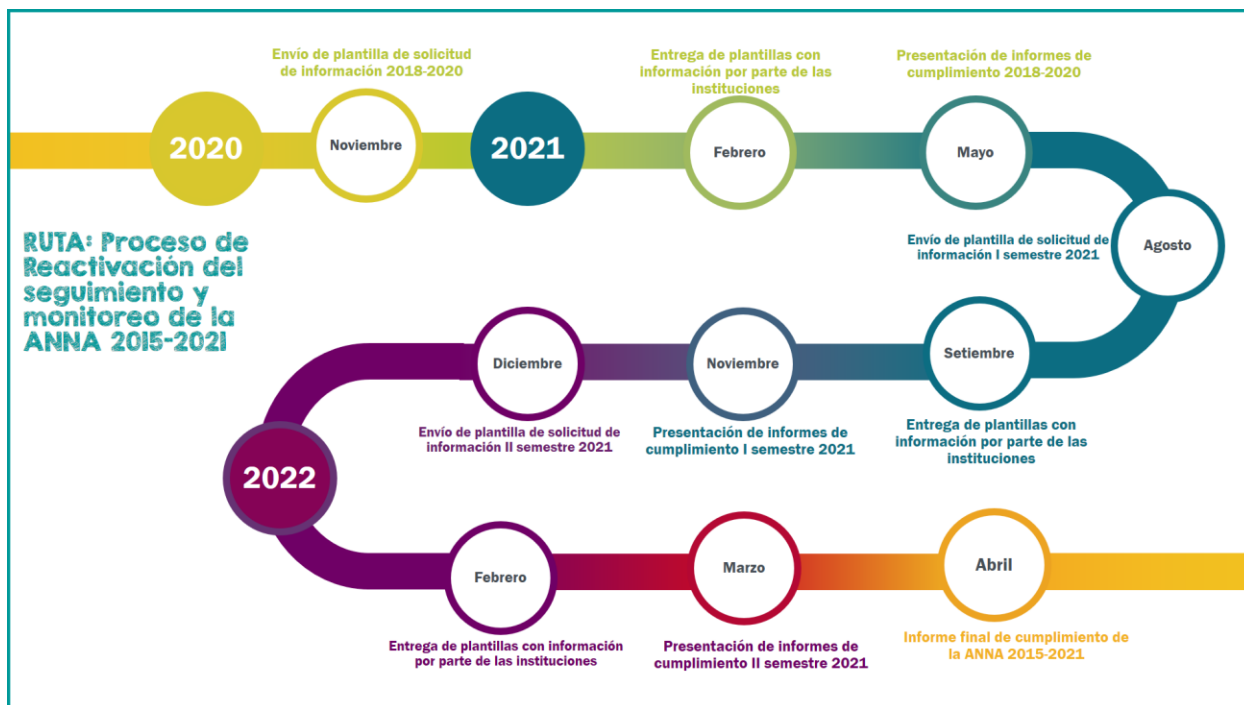 Envío de plantilla de solicitud
de información 2018-2020
Entrega de plantillas con
información por parte de las
instituciones
Presentación de informes
de cumplimiento 2018-2020
2020
Noviembre
2021
Febrero
Mayo
RUTA: Proceso de
Reactivación del
seguimiento y
monitoreo de la
ANNA 2015-2021
Envío de plantilla de solicitud de
información I semestre 2021
Agosto
Setiembre
Entrega de plantillas con
información por parte de las
instituciones
Noviembre
Presentación de informes de
cumplimiento I semestre 2021
Diciembre
Envío de plantilla de solicitud de
información II semestre 2021
2022
Febrero
Entrega de plantillas con información
por parte de las instituciones
Marzo
Presentación de informes de
cumplimiento II semestre 2021
Abril
Informe final de cumplimiento de
la ANNA 2015-2021